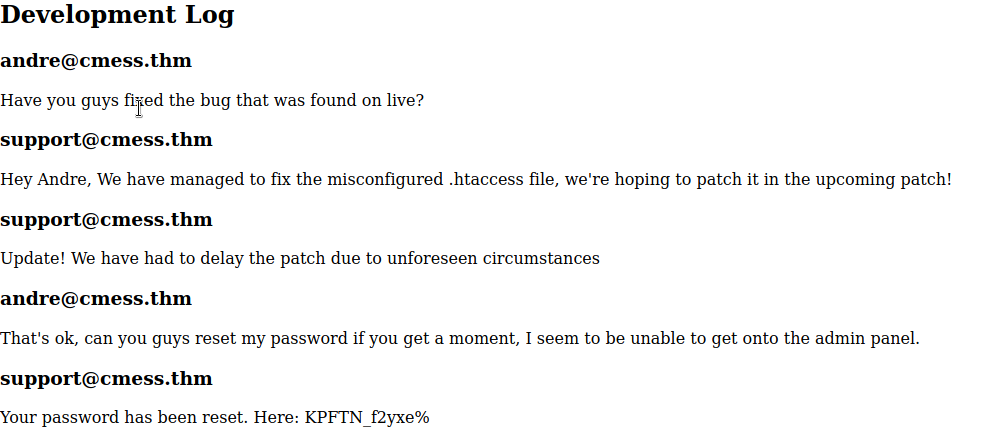 Development Log
andre@cmess.thm
Have you guys fixed the bug that was found on live?
support@cmess.thm
Hey Andre, We have managed to fix the misconfigured .htaccess file, we're hoping to patch it in the upcoming patch!
support@cmess.thm
Update! We have had to delay the patch due to unforeseen circumstances
andre@cmess.thm
That's ok, can you guys reset my password if you get a moment, I seem to be unable to get onto the admin panel.
support@cmess.thm
Your password has been reset. Here: KPFTN_f2yxe%